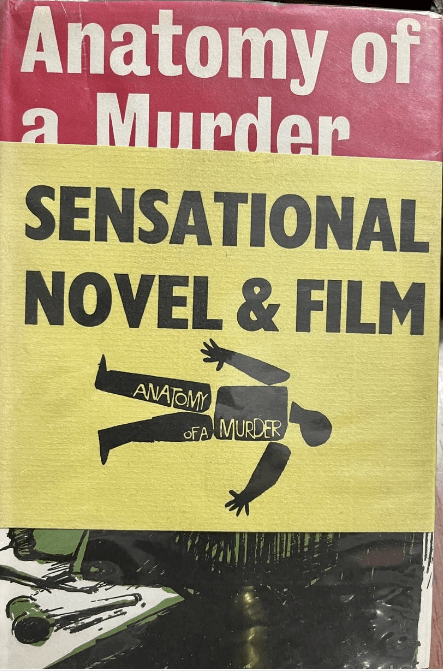 Anatomy of
a Murder
SENSATIONAL
NOVEL & FILM
ANATOMY
OF A MURDER